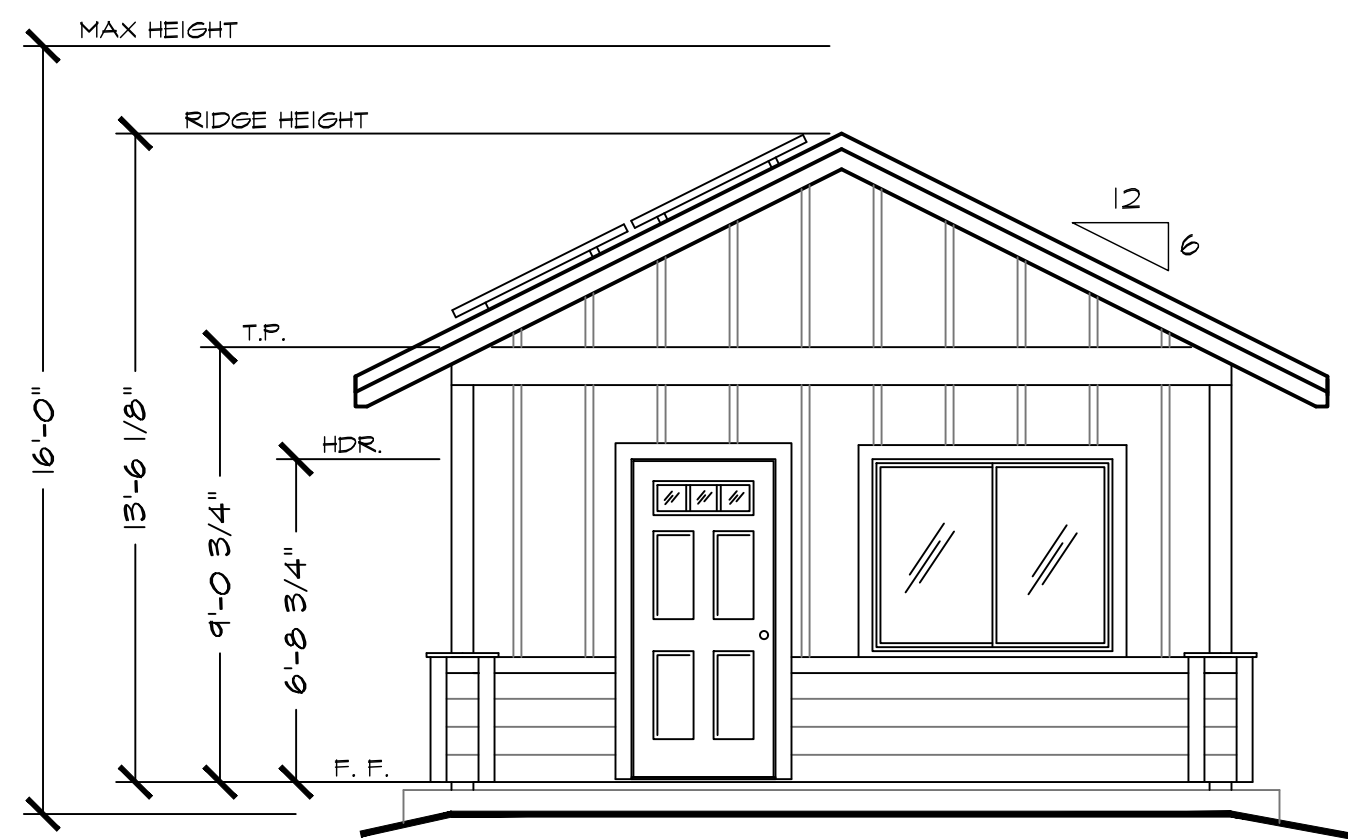 MAX HEIGHT
RIDGE HEIGHT
12
6
T.P.
HDR.
16'-0"
13'-6 1/8"
9'-0 3/4"
6'-8 3/4"
F. F.